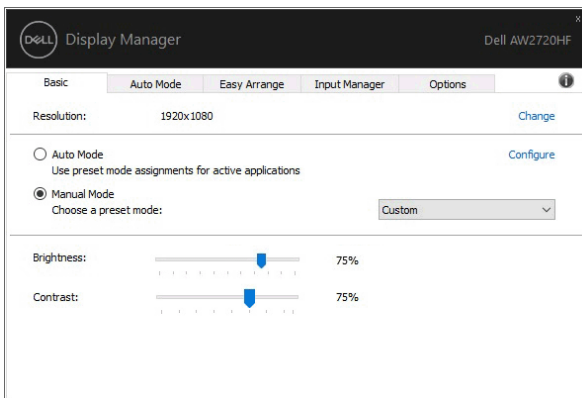 DELL Display Manager Dell AW2720HF
x
Basic Auto Mode Easy Arrange Input Manager Options i
Resolution: 1920x1080 Change
Auto Mode Configure
Use preset mode assignments for active applications
Manual Mode
Choose a preset mode: Custom
Brightness: 75%
Contrast: 75%